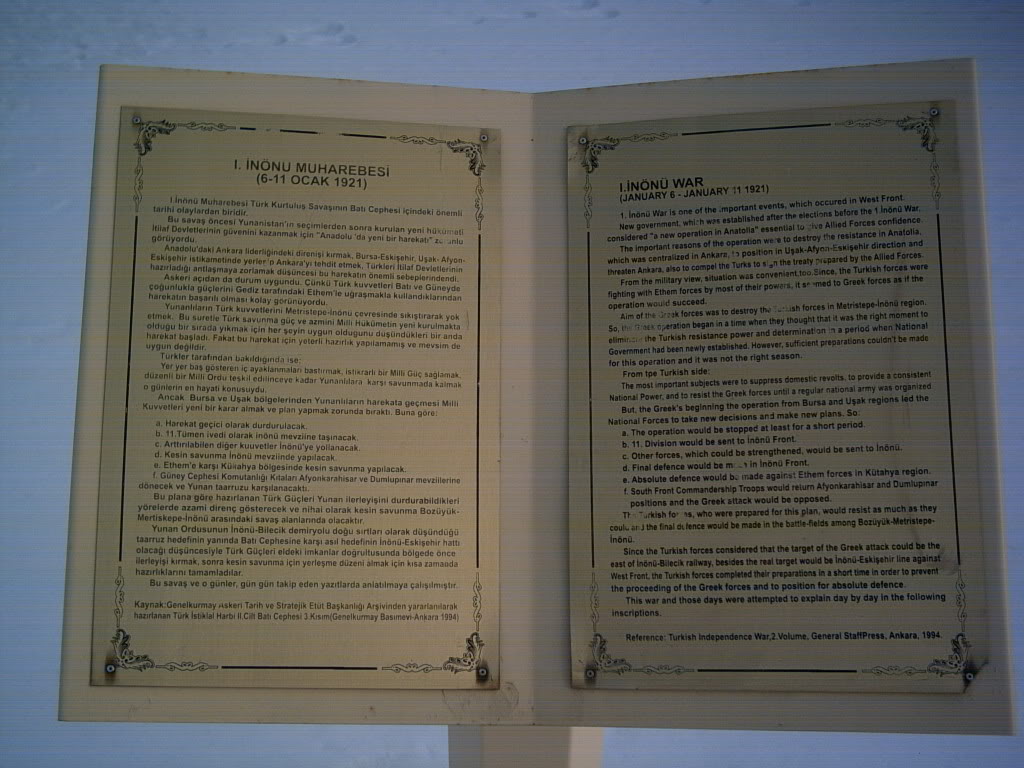 I. İNÖNÜ MUHAREBESİ
(6-11 OCAK 1921)
I.İnönü Muharebesi Türk Kurtuluş Savaşının Batı Cephesi içindeki önemli
tarihi olaylardan biridir.
Bu savaş öncesi Yunanistan'ın seçimlerden sonra kurulan yeni hükümeti
İtilaf Devletlerinin güvenini kazanmak için "Anadolu 'da yeni bir harekatı"
görüyordu.
Anadolu'daki Ankara liderliğindeki direnişi kırmak, Bursa-Eskişehir, Uşak-Afyon-
Eskişehir istikametinde Ankara'yı tehdit etmek, Türkleri İtilaf Devletlerinin
hazırladığı antlaşmaya zorlamak düşüncesi bu harekatın önemli sebeplerindendi.
Askeri açıdan da durum uygundu. Çünkü Türk kuvvetleri Batı ve Güneyde
çoğunlukla güçlerini Gediz tarafındaki Ethem'le uğraşmakla kullandıklarından
harekatın başarılı olması kolay görünüyordu.
Yunanlıların Türk kuvvetlerini Metristepe-İnönü çevresinde sıkıştırarak yok
etmek. Bu suretle Türk savunma güç ve azmini Milli Hükümetin yeni kurulmakta
olduğu bir sırada yıkmak için her şeyin uygun olduğunu düşündükleri bir anda
harekat başladı. Fakat bu harekat için yeterli hazırlık yapılamamış ve mevsim de
uygun değildir.
Türkler tarafından bakıldığında ise;
Yer yer baş gösteren iç ayaklanmaları bastırmak, istikrarlı bir Milli Güç sağlamak,
düzenli bir Milli Ordu teşkil edilinceye kadar Yunanlılara karşı savunmada kalmak
o günlerin en hayati konusuydu.
Ancak Bursa ve Uşak bölgelerinden Yunanlıların harekata geçmesi Milli
Kuvvetleri yeni bir karar almak ve plan yapmak zorunda bıraktı. Buna göre:
a. Harekat geçici olarak durdurulacak.
b. 11.Tümen ivedi olarak inönü mevziine taşınacak.
c. Arttırılabilen diğer kuuvetler İnönü'ye yollanacak.
d. Kesin savunma İnönü mevziinde yapılacak.
e. Ethem'e karşı Kütahya bölgesinde kesin savunma yapılacak.
f. Güney Cephesi Komutanlığı Kıtaları Afyonkarahisar ve Dumlupınar mevzilerine
dönecek ve Yunan taarruzu karşılanacaktı.
Bu plana göre hazırlanan Türk Güçleri Yunan ilerleyişini durdurabildikleri
yörelerde azami direnç gösterecek ve nihai olarak kesin savunma Bozüyük-
Mertiskepe-İnönü arasındaki savaş alanlarında olacaktır.
Yunan Ordusunun İnönü-Bilecik demiryolu doğu sırtları olarak düşündüğü
taarruz hedefinin yanında Batı Cephesine karşı asıl hedefinin İnönü-Eskişehir hattı
olacağı düşüncesiyle Türk Güçleri eldeki imkanlar doğrultusunda bölgede önce
ilerleyişi kırmak, sonra kesin savunma için yerleşme düzeni almak için kısa zamaada
hazırlıklarını tamamladılar.
Bu savaş ve o günler, gün gün takip eden yazıtlarda anlatılmaya çalışılmıştır.
Kaynak:Genelkurmay Askeri Tarih ve Stratejik Etüt Başkanlığı Arşivinden yararlanılarak
hazırlanan Türk İstiklal Harbi II.Cilt Batı Cephesi 3.Kısım(Genelkurmay Basımevi-Ankara 1994)
I.İNÖNÜ WAR
(JANUARY 6 - JANUARY 11 1921)
1. İnönü War is one of the important events, which occured in West Front.
New government, which was established after the elections before the 1.İnönü War,
considered "a new operation in Anatolia" essential to give Allied Forces confidence.
The important reasons of the operation were to destroy the resistance in Anatolia,
which was centralized in Ankara, to position in Uşak-Afyon-Eskişehir direction and
threaten Ankara, also to compel the Turks to sign the treaty prepared by the Allied Forces.
From the military view, situation was convenient,too.Since, the Turkish forces were
fighting with Ethem forces by most of their powers, it seemed to Greek forces as if the
operation would succeed.
Aim of the Greek forces was to destroy the Turkish forces in Matristepe-İnönü region.
So, the Greek operation began in a time when they thought that it was the right moment to
eliminate the Turkish resistance power and determination in a period when National
Government had been newly established. However, sufficient preparations couldn't be made
for this operation and it was not the right season.
From tpe Turkish side:
The most important subjects were to suppress domestic revolts, to provide a consistent
National Power, and to resist the Greek forces until a regular national army was organized
But, the Greek's beginning the operation from Bursa and Uşak regions led the
National Forces to take new decisions and make new plans. So:
a. The operation would be stopped at least for a short period.
b. 11. Division would be sent to İnönü Front.
c. Other forces, which could be strengthened, would be sent to İnönü.
d. Final defence would be in İnönü Front.
e. Absolute defence would be made against Ethem forces in Kütahya region.
f. South Front Commandership Troops would return Afyonkarahisar and Dumlupınar
positions and the Greek attack would be opposed.
The Turkish forces, who were prepared for this plan, would resist as much as they
could and the final defence would be made in the battle-fields among Bozüyük-Metristepe-
İnönü.
Since the Turkish forces considered that the target of the Greek attack could be the
east of İnönü-Bilecik railway, besides the real target would be İnönü-Eskişehir line against
West Front, the Turkish forces completed their preparations in a short time in order to prevent
the proceeding of the Greek forces and to position for absolute defence.
This war and those days were attempted to explain day by day in the following
inscriptions.
Reference: Turkish Independence War,2.Volume, General StaffPress, Ankara, 1994.